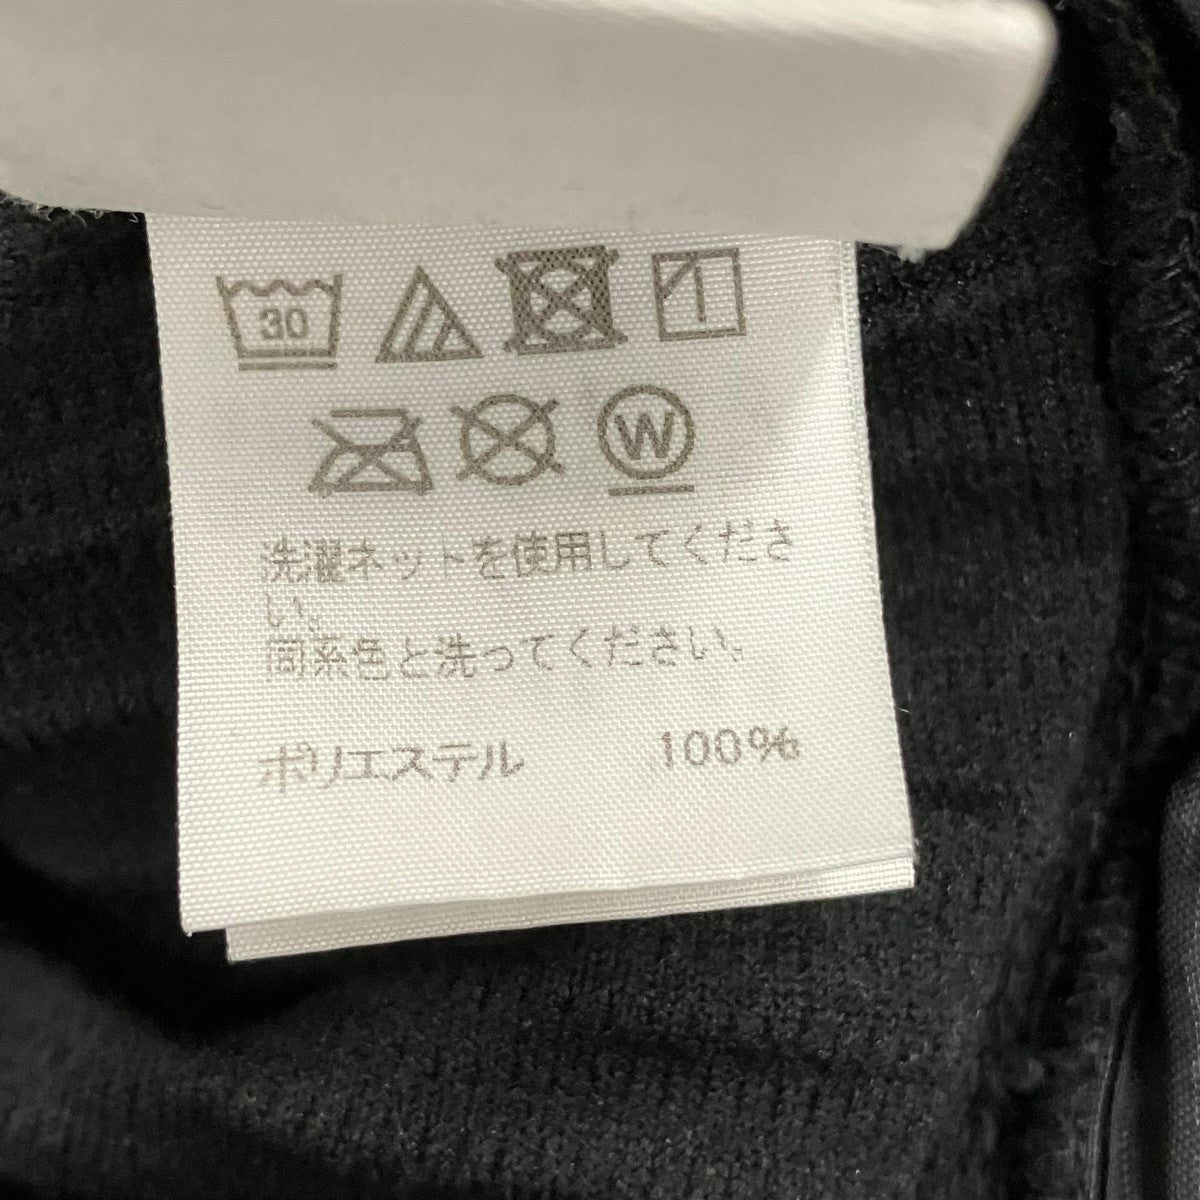 30
W
洗濯ネットを使用してくださ
い。
同系色と洗ってください。
ポリエステル 100%